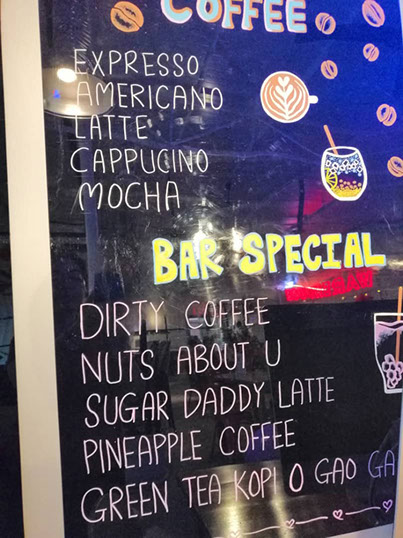 COFFEE
EXPRESSO
AMERICANO
LATTE
CAPPUCINO
MOCHA
BAR SPECIAL
DIRTY COFFEE
NUTS ABOUT U
SUGAR DADDY LATTE
PINEAPPLE COFFEE
GREEN TEA KOPI O GAO GA